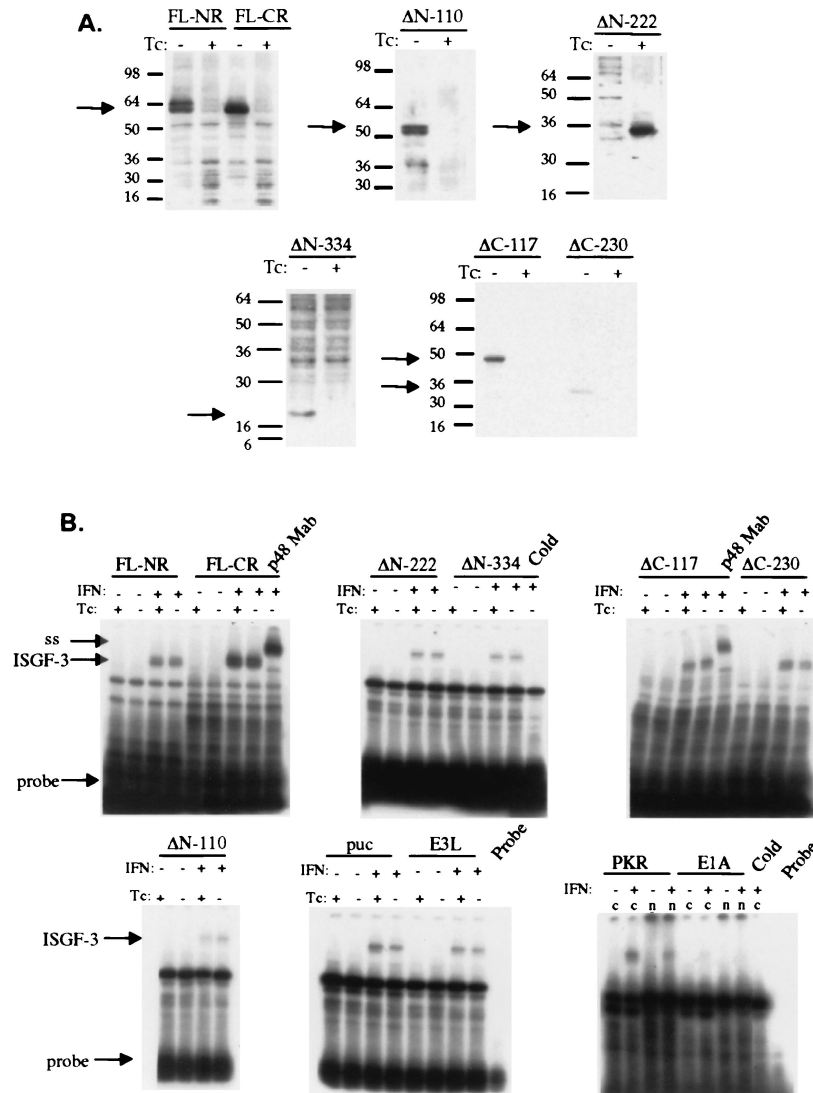 A.
FL-NR FL-CR
Tc: - + - +
98
64
50
36
30
16
ΔN-110
Tc: - +
98
64
50
36
30
ΔN-222
- +
Tc:
64
50
36
30
16
ΔN-334
Tc: - +
64
50
36
30
16
6
ΔC-117 ΔC-230
Tc: - + - +
98
64
50
36
30
16
B.
FL-NR FL-CR p48 Mab
IFN: - - + + - - + + +
Tc: + - + - + - + - -
ss
ISGF-3
probe
ΔN-222 ΔN-334 Cold
IFN: - - + + - - + + +
Tc: + - + - + - + - -
ΔC-117 p48 Mab ΔC-230
IFN: - - + + + - - + +
Tc: + - + - - + - + -
ΔN-110
IFN: - - + +
Tc: + - + -
ISGF-3
probe
puc E3L Probe
IFN: - - + + - - + +
Tc: + - + - + - + -
PKR E1A Cold Probe
IFN: - + - + - + - + +
c c n n c c n n c